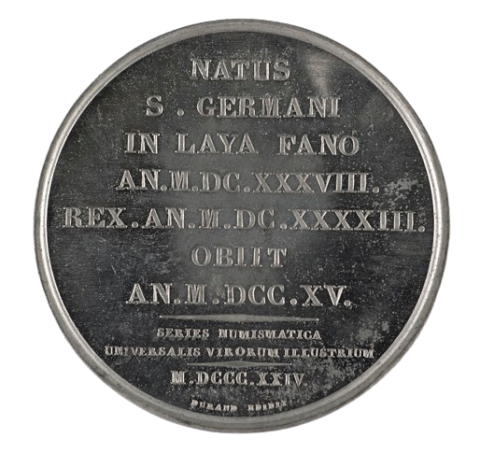 NATUS
S. GERMANI
IN LAYA FANO
AN.M.DC.XXXVIII.
REX.AN.M.DC.XXXXIII.
OBIIT
AN.M.DCC.XV.
SERIES NUMISMATICA
UNIVERSALIS VIRORUM ILLUSTRIUM
M.DCCC.XXIV.
DURAND EDIDIT